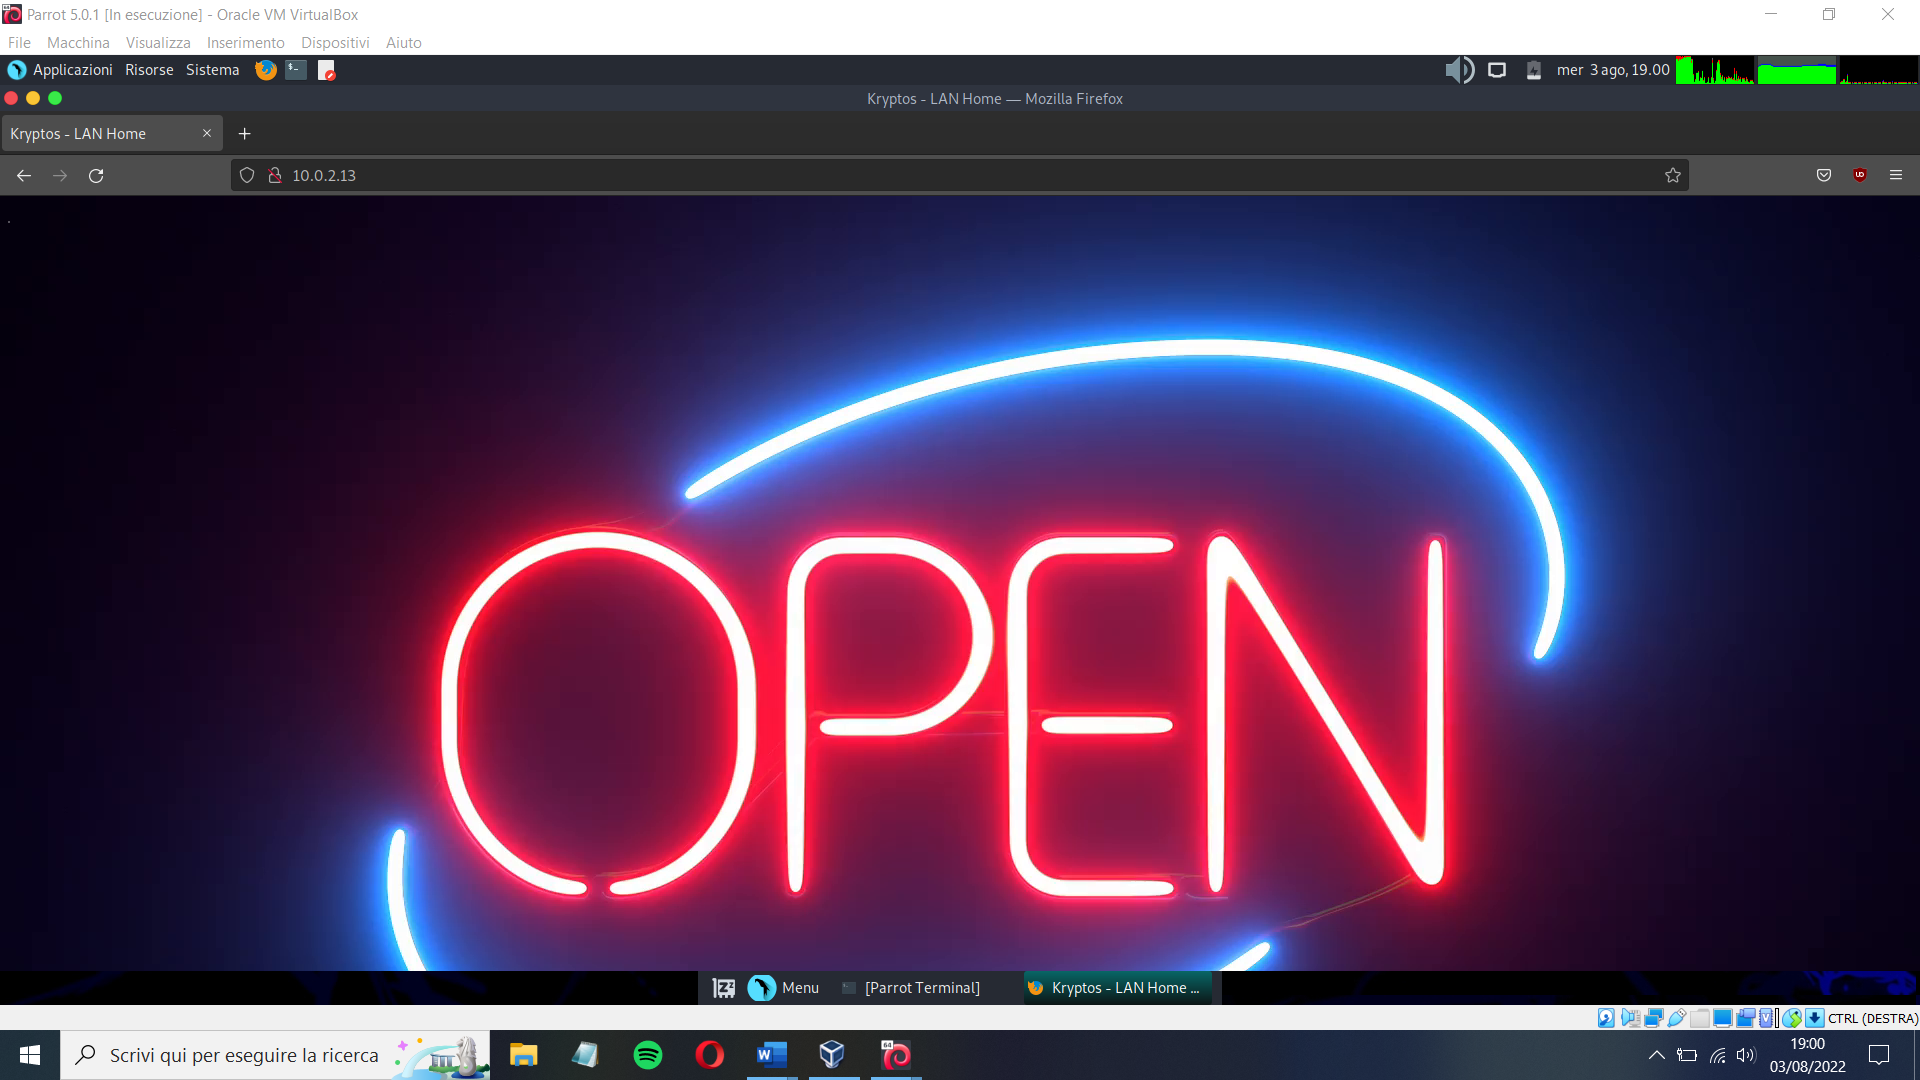 Parrot 5.0.1 [In esecuzione] - Oracle VM VirtualBox
File Macchina Visualizza Inserimento Dispositivi Aiuto
Applicazioni Risorse Sistema
mer 3 ago, 19.00
Kryptos - LAN Home — Mozilla Firefox
Kryptos - LAN Home
10.0.2.13
OPEN
Menu [Parrot Terminal] Kryptos - LAN Home ...
CTRL (DESTRA)
Scrivi qui per eseguire la ricerca
19:00
03/08/2022